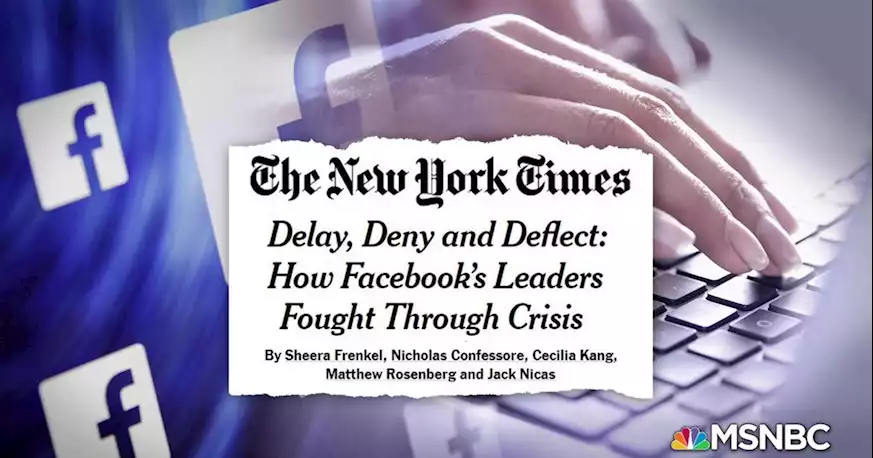 The New York Times
Delay, Deny and Deflect:
How Facebook's Leaders
Fought Through Crisis
By Sheera Frenkel, Nicholas Confessore, Cecilia Kang,
Matthew Rosenberg and Jack Nicas
MSNBC